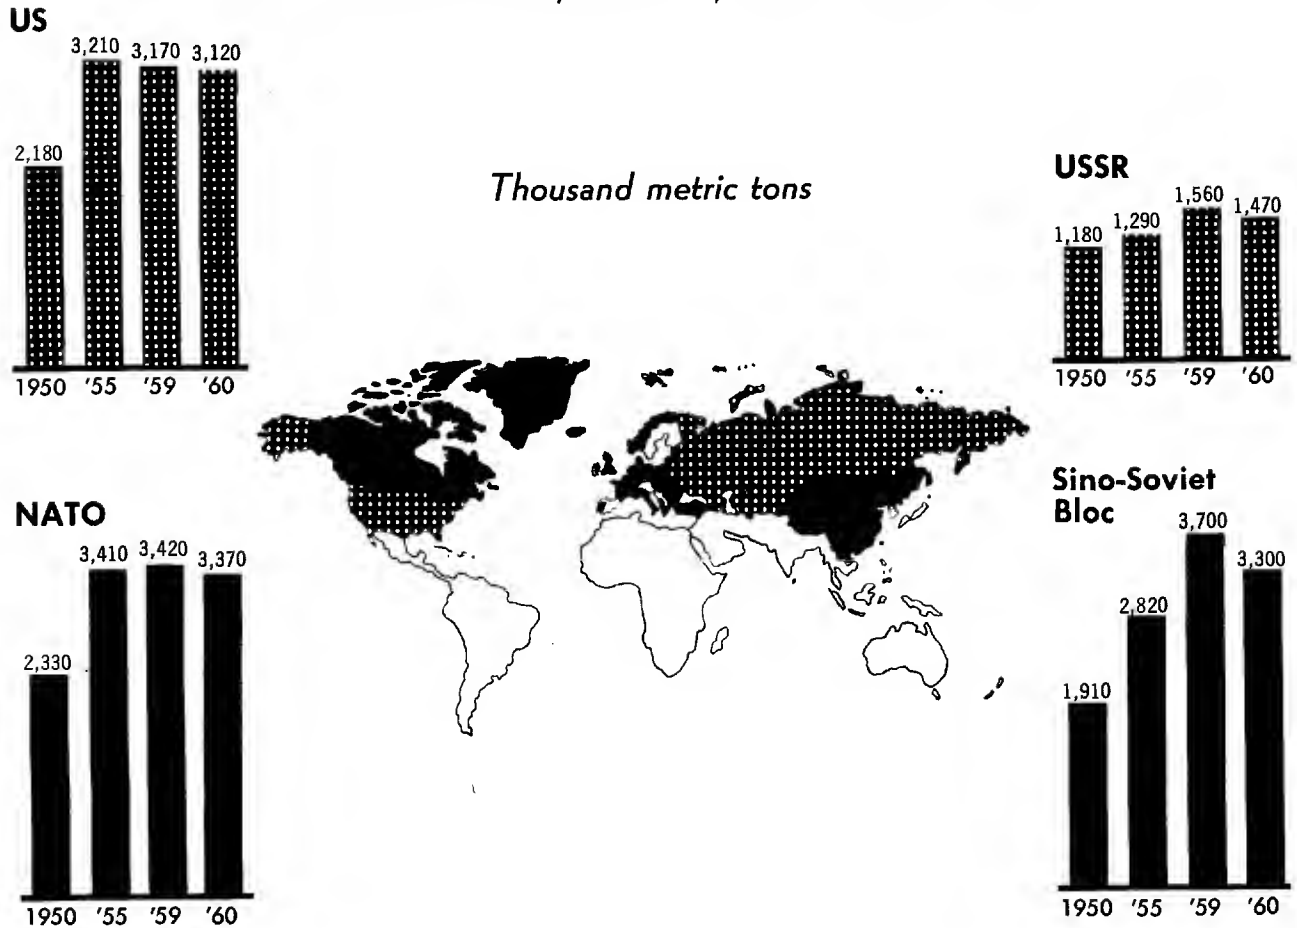 US
3,210 3,170 3,120
2,180
1950 '55 '59 '60
Thousand metric tons
USSR
1,180 1,290 1,560 1,470
1950 '55 '59 '60
NATO
2,330 3,410 3,420 3,370
1950 '55 '59 '60
Sino-Soviet
Bloc
1,910 2,820 3,700 3,300
1950 '55 '59 '60